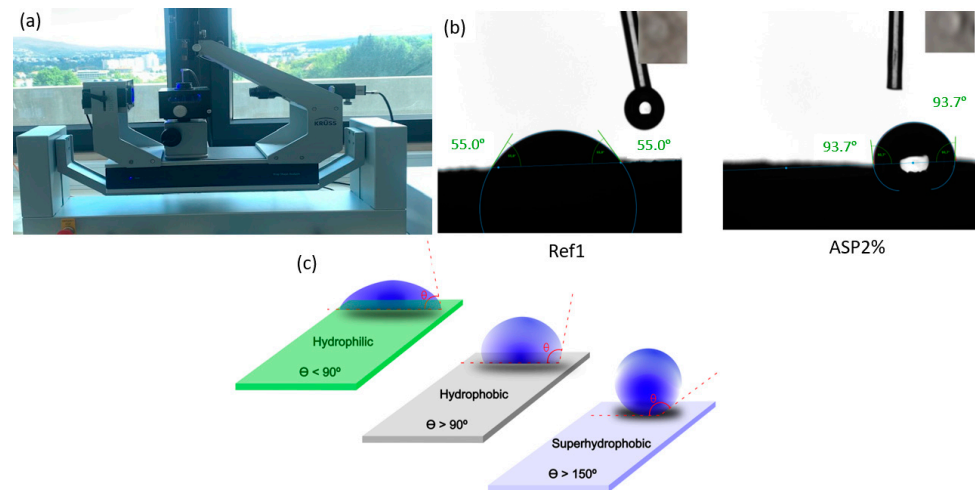 (a)
KRÜSS
(b)
55.0°
55.0°
Ref1
93.7°
93.7°
ASP2%
(c)
Θ
Hydrophilic
Θ < 90°
Θ
Hydrophobic
Θ > 90°
Θ
Superhydrophobic
Θ > 150°